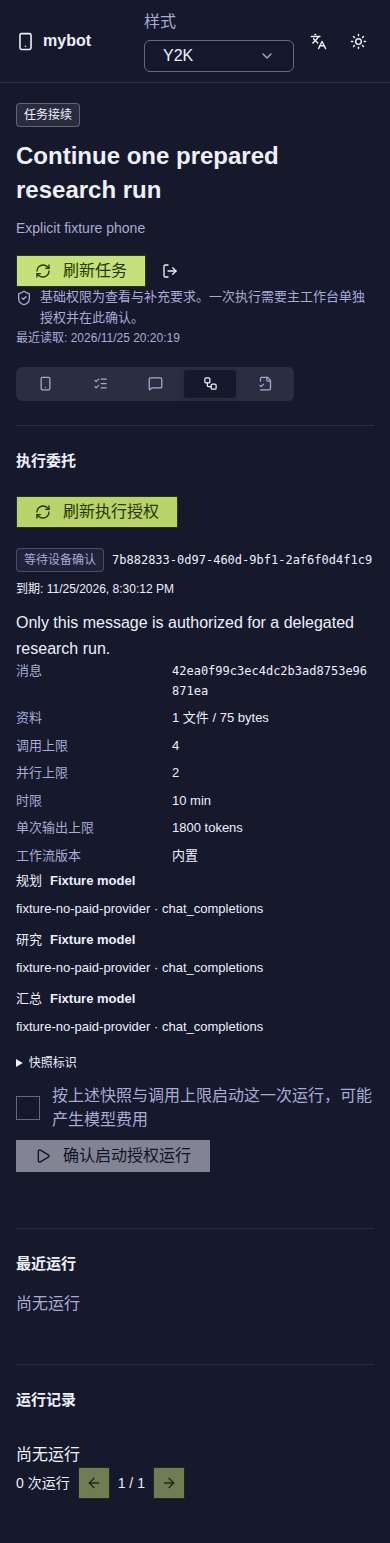 mybot
样式
Y2K
任务接续
Continue one prepared
research run
Explicit fixture phone
刷新任务
基础权限为查看与补充要求。一次执行需要主工作台单独
授权并在此确认。
最近读取: 2026/11/25 20:20:19
执行委托
刷新执行授权
等待设备确认 7b882833-0d97-460d-9bf1-2af6f0d4f1c9
到期: 11/25/2026, 8:30:12 PM
Only this message is authorized for a delegated
research run.
消息 42ea0f99c3ec4dc2b3ad8753e96
871ea
资料 1 文件 / 75 bytes
调用上限 4
并行上限 2
时限 10 min
单次输出上限 1800 tokens
工作流版本 内置
规划 Fixture model
fixture-no-paid-provider · chat_completions
研究 Fixture model
fixture-no-paid-provider · chat_completions
汇总 Fixture model
fixture-no-paid-provider · chat_completions
快照标识
按上述快照与调用上限启动这一次运行，可能
产生模型费用
确认启动授权运行
最近运行
尚无运行
运行记录
尚无运行
0 次运行 1 / 1